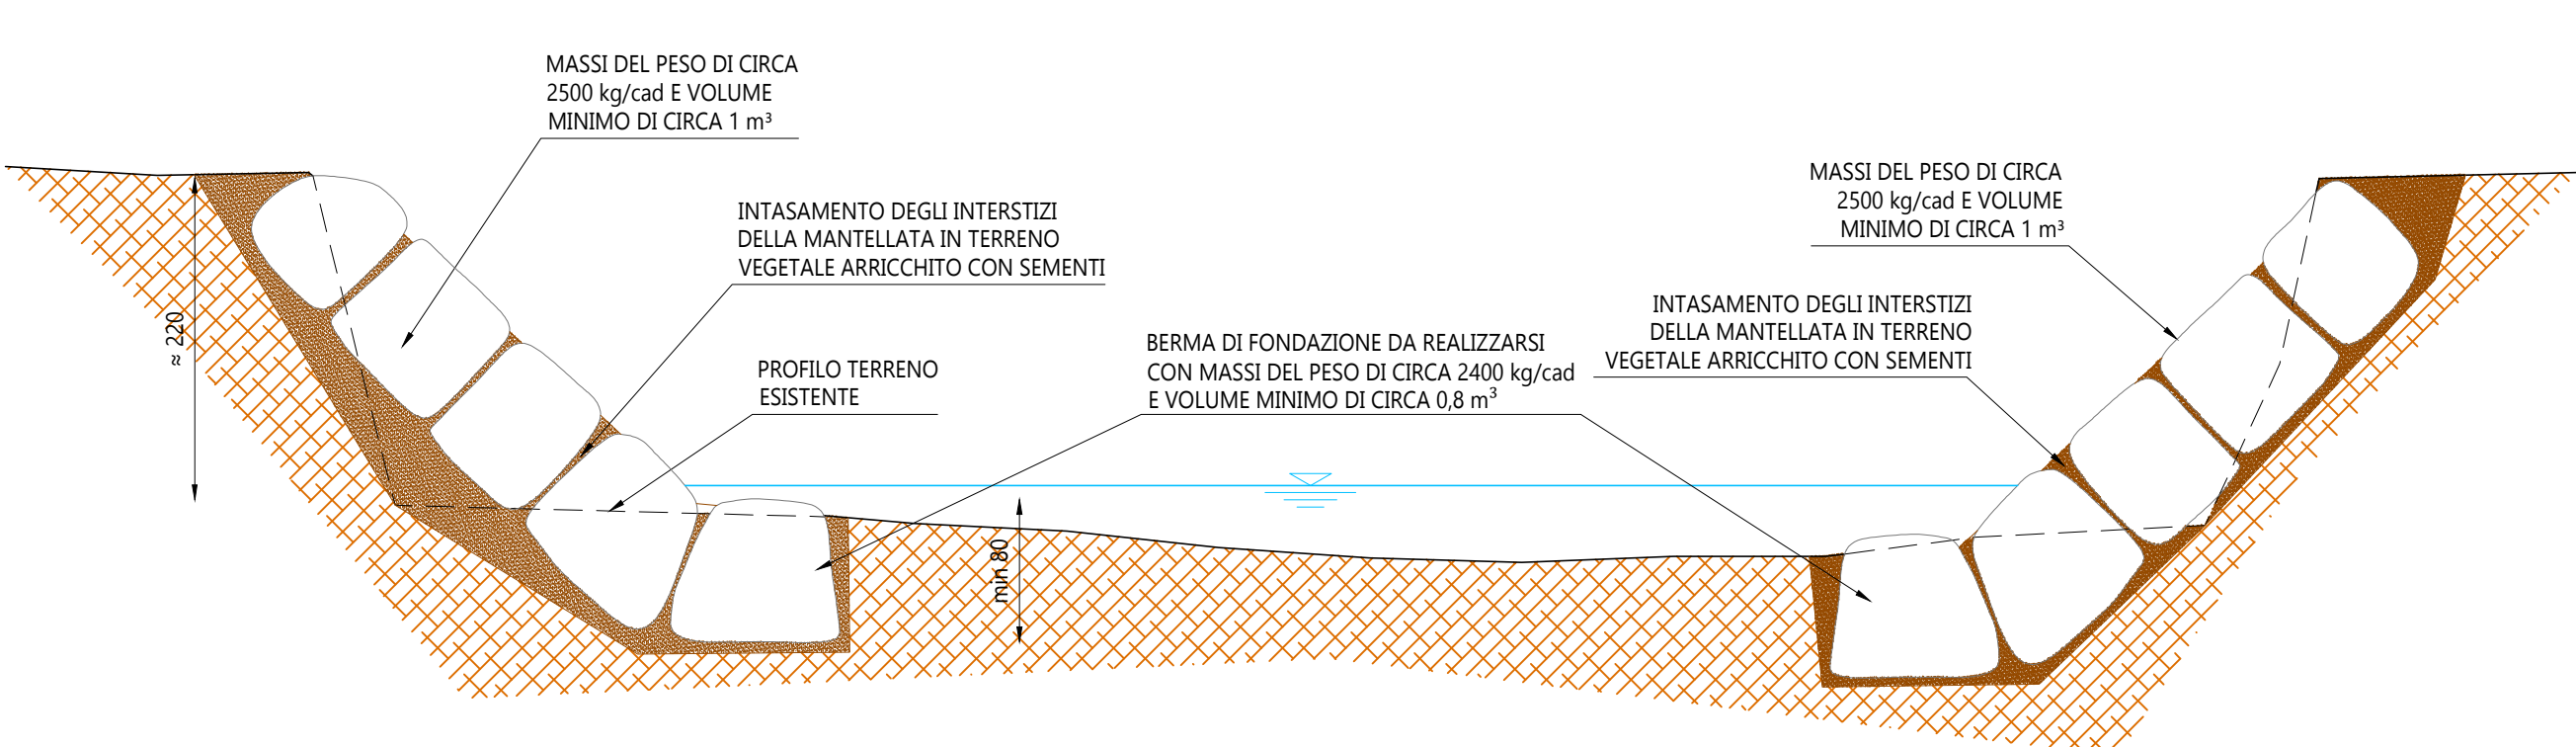 MASSI DEL PESO DI CIRCA
2500 kg/cad E VOLUME
MINIMO DI CIRCA 1 m³
INTASAMENTO DEGLI INTERSTIZI
DELLA MANTELLATA IN TERRENO
VEGETALE ARRICCHITO CON SEMENTI
PROFILO TERRENO
ESISTENTE
BERMA DI FONDAZIONE DA REALIZZARSI
CON MASSI DEL PESO DI CIRCA 2400 kg/cad
E VOLUME MINIMO DI CIRCA 0,8 m³
MASSI DEL PESO DI CIRCA
2500 kg/cad E VOLUME
MINIMO DI CIRCA 1 m³
INTASAMENTO DEGLI INTERSTIZI
DELLA MANTELLATA IN TERRENO
VEGETALE ARRICCHITO CON SEMENTI
≈ 220
min 80